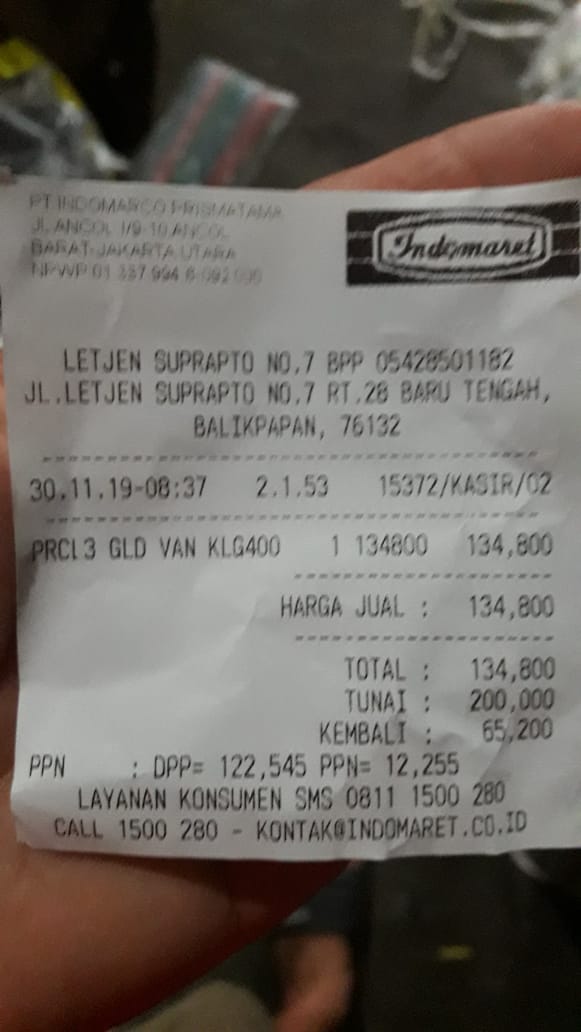 PT INDOMARCO PRISMATAMA
JL ANCOL I/9-10 ANCOL
BARAT-JAKARTA UTARA
NPWP 01 337 994 6-092
Indomaret
LETJEN SUPRAPTO NO.7 BPP 05428501182
JL.LETJEN SUPRAPTO NO.7 RT.28 BARU TENGAH,
BALIKPAPAN, 76132
30.11.19-08:37 2.1.53 15372/KASIR/02
PRCL3 GLD VAN KLG400 1 134800 134,800
HARGA JUAL : 134,800
TOTAL : 134,800
TUNAI : 200,000
KEMBALI : 65,200
PPN : DPP= 122,545 PPN= 12,255
LAYANAN KONSUMEN SMS 0811 1500 280
CALL 1500 280 - KONTAK@INDOMARET.CO.ID